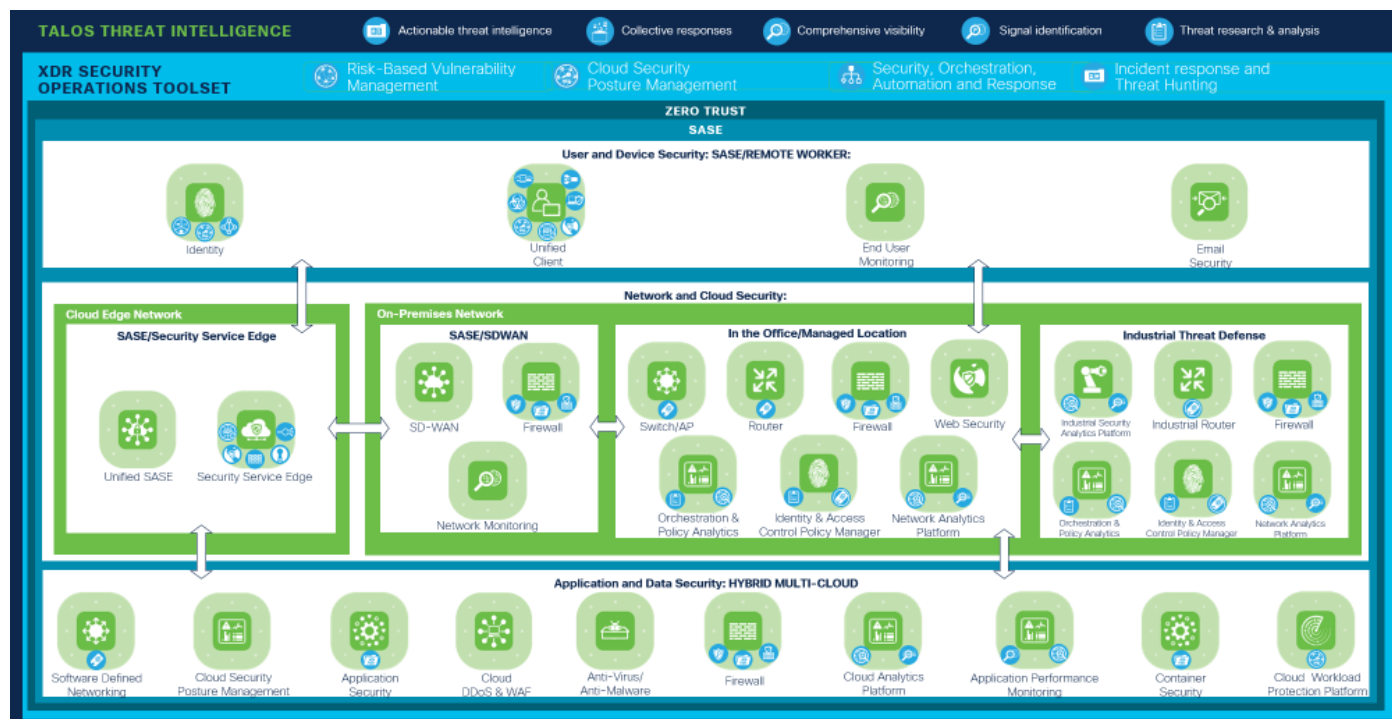 TALOS THREAT INTELLIGENCE
Actionable threat intelligence
Collective responses
Comprehensive visibility
Signal identification
Threat research & analysis
XDR SECURITY
OPERATIONS TOOLSET
Risk-Based Vulnerability
Management
Cloud Security
Posture Management
Security, Orchestration,
Automation and Response
Incident response and
Threat Hunting
ZERO TRUST
SASE
User and Device Security: SASE/REMOTE WORKER:
Identity
Unified
Client
End User
Monitoring
Email
Security
Network and Cloud Security:
Cloud Edge Network
SASE/Security Service Edge
Unified SASE
Security Service Edge
On-Premises Network
SASE/SDWAN
SD-WAN
Firewall
Network Monitoring
In the Office/Managed Location
Switch/AP
Router
Firewall
Web Security
Orchestration &
Policy Analytics
Identity & Access
Control Policy Manager
Network Analytics
Platform
Industrial Threat Defense
Industrial Security
Analytics Platform
Industrial Router
Firewall
Orchestration &
Policy Analytics
Identity & Access
Control Policy Manager
Network Analytics
Platform
Application and Data Security: HYBRID MULTI-CLOUD
Software Defined
Networking
Cloud Security
Posture Management
Application
Security
Cloud
DDoS & WAF
Anti-Virus/
Anti-Malware
Firewall
Cloud Analytics
Platform
Application Performance
Monitoring
Container
Security
Cloud Workload
Protection Platform